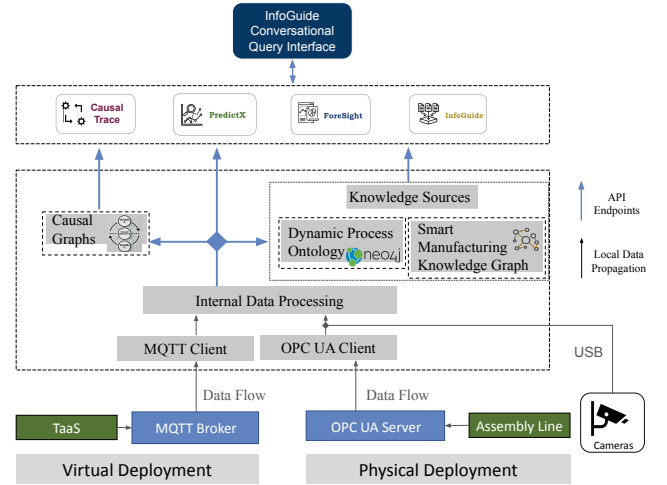 InfoGuide
Conversational
Query Interface
Causal
Trace
PredictX
ForeSight
InfoGuide
Knowledge Sources
API
Endpoints
Causal
Graphs
Dynamic Process
Ontology
neo4j
Smart
Manufacturing
Knowledge Graph
Local Data
Propagation
Internal Data Processing
MQTT Client
OPC UA Client
USB
Data Flow
Data Flow
TaaS
MQTT Broker
OPC UA Server
Assembly Line
Cameras
Virtual Deployment
Physical Deployment